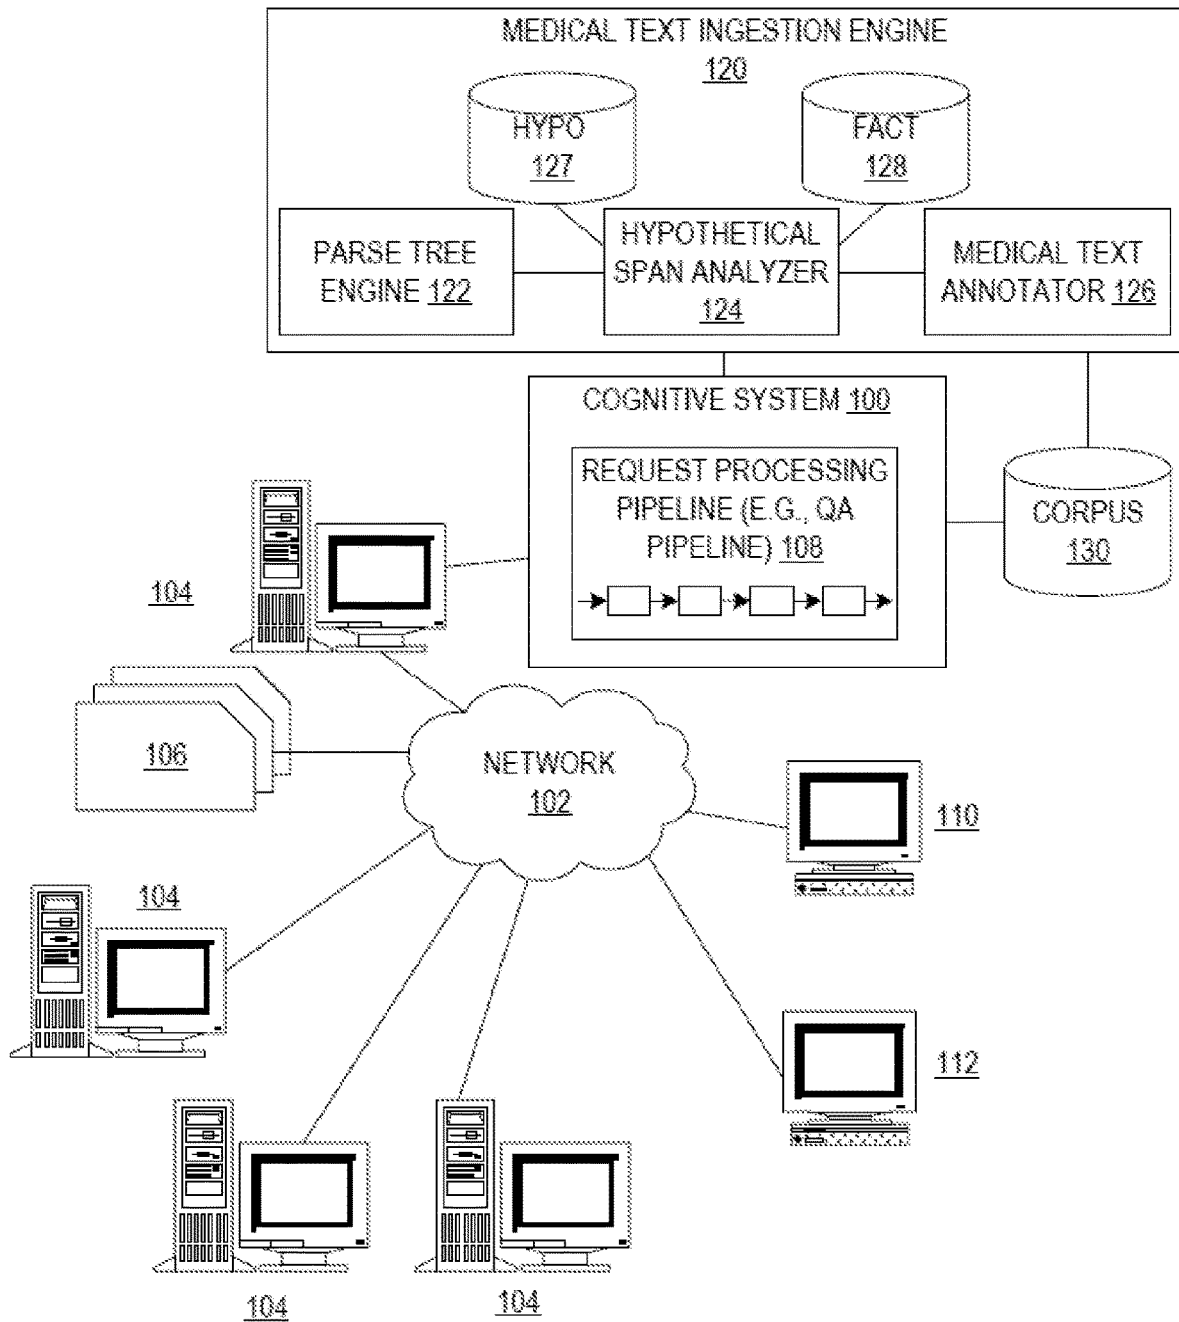 MEDICAL TEXT INGESTION ENGINE
120
HYPO
127
FACT
128
PARSE TREE
ENGINE 122
HYPOTHETICAL
SPAN ANALYZER
124
MEDICAL TEXT
ANNOTATOR 126
COGNITIVE SYSTEM 100
REQUEST PROCESSING
PIPELINE (E.G., QA
PIPELINE) 108
CORPUS
130
104
106
NETWORK
102
110
104
112
104
104